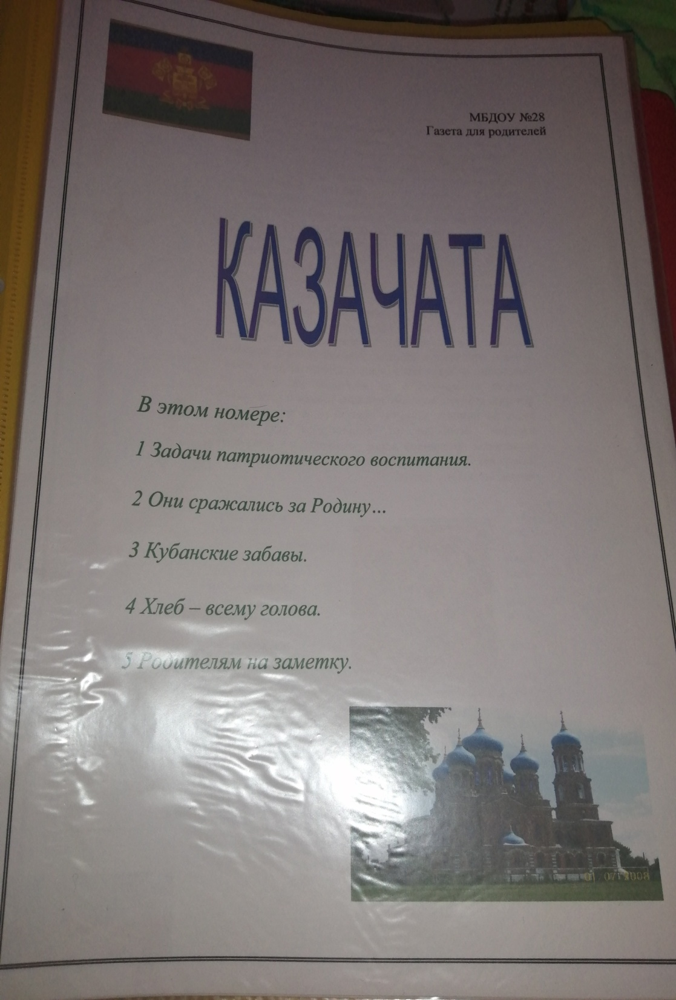 МБДОУ №28
Газета для родителей
КАЗАЧАТА
В этом номере:
1 Задачи патриотического воспитания.
2 Они сражались за Родину...
3 Кубанские забавы.
4 Хлеб – всему голова.
5 Родителям на заметку.